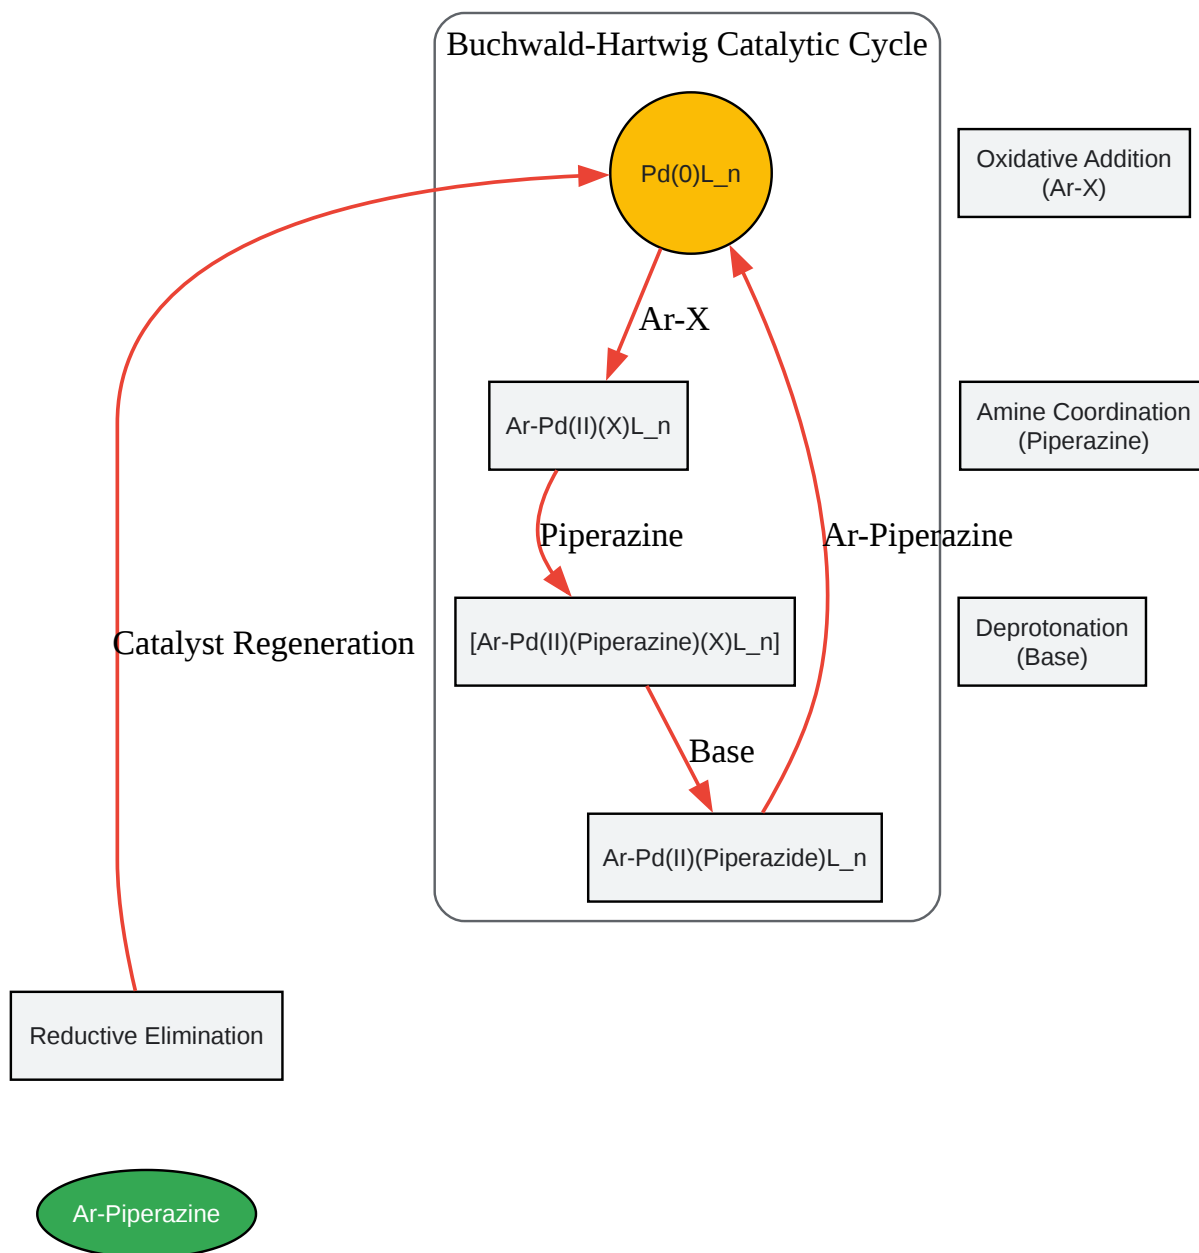 Buchwald-Hartwig Catalytic Cycle
Pd(0)L_n
Oxidative Addition
(Ar-X)
Ar-X
Ar-Pd(II)(X)L_n
Amine Coordination
(Piperazine)
Piperazine
Ar-Piperazine
Catalyst Regeneration
[Ar-Pd(II)(Piperazine)(X)L_n]
Deprotonation
(Base)
Base
Ar-Pd(II)(Piperazide)L_n
Reductive Elimination
Ar-Piperazine